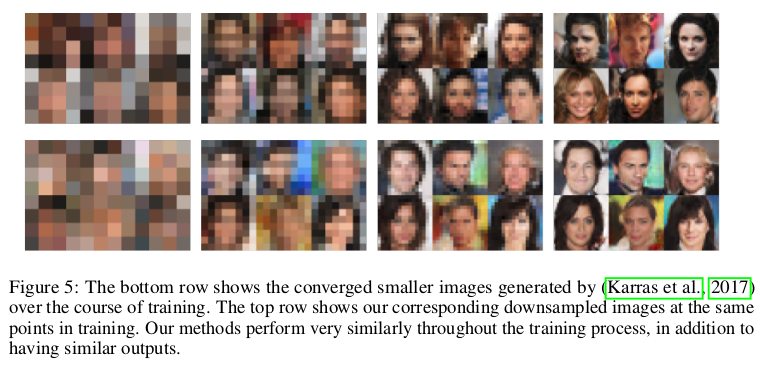 Figure 5: The bottom row shows the converged smaller images generated by (Karras et al., 2017)
over the course of training. The top row shows our corresponding downsampled images at the same
points in training. Our methods perform very similarly throughout the training process, in addition to
having similar outputs.